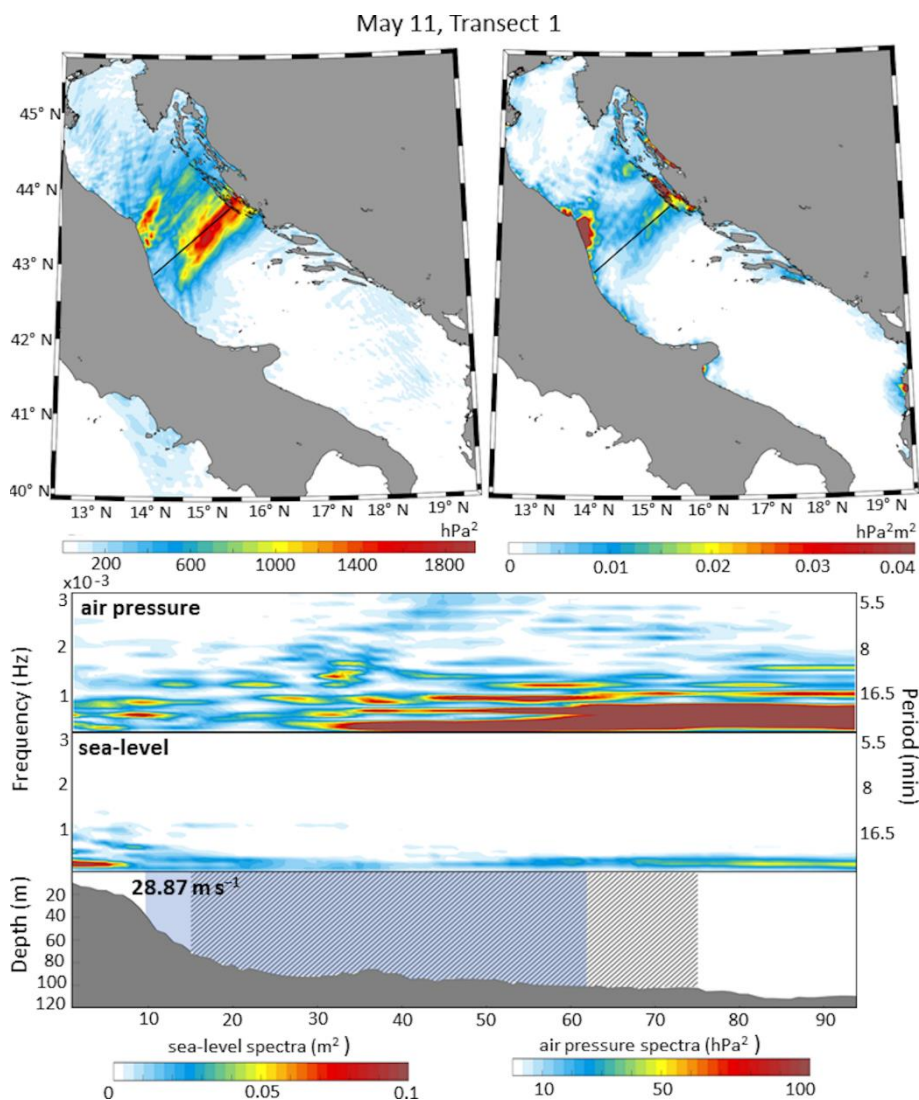 May 11, Transect 1
45° N
44° N
43° N
42° N
41° N
40° N
13° N 14° N 15° N 16° N 17° N 18° N 19° N
13° N 14° N 15° N 16° N 17° N 18° N 19° N
hPa²
200 600 1000 1400 1800
hPa²m²
0 0.01 0.02 0.03 0.04
x10⁻³
air pressure
3
2
1
5.5
8
16.5
Frequency (Hz)
Period (min)
sea-level
3
2
1
5.5
8
16.5
28.87 m s⁻¹
Depth (m)
20
40
60
80
100
120
10 20 30 40 50 60 70 80 90
sea-level spectra (m²)
0 0.05 0.1
air pressure spectra (hPa²)
10 50 100